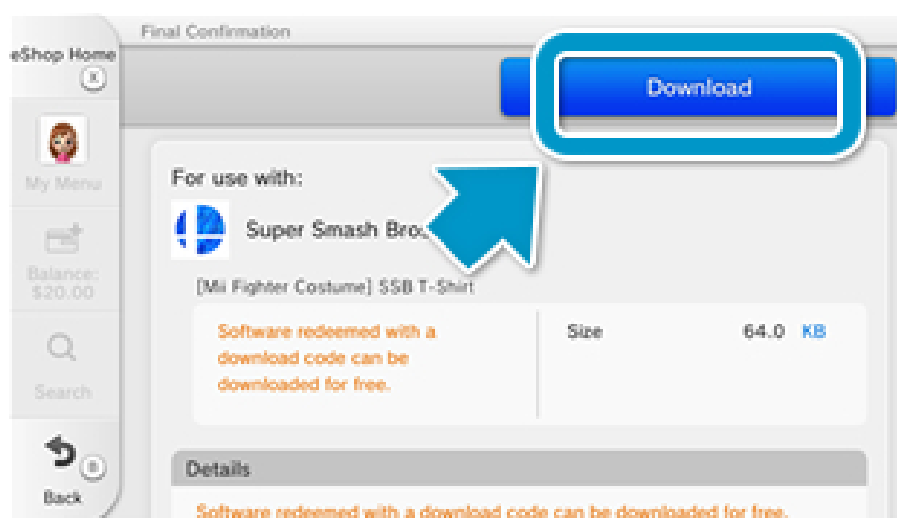 Final Confirmation
eShop Home
X
Download
My Menu
For use with:
Super Smash Bros
Balance:
$20.00
[Mii Fighter Costume] SSB T-Shirt
Software redeemed with a
download code can be
downloaded for free.
Size 64.0 KB
Search
B
Back
Details
Software redeemed with a download code can be downloaded for free.